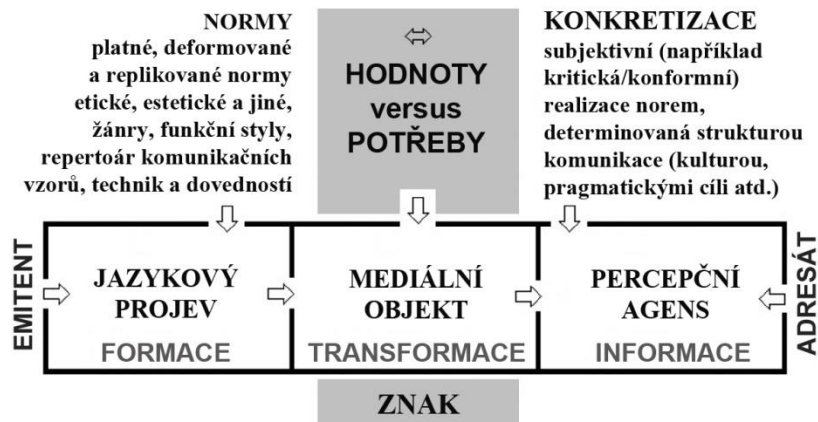 NORMY
platné, deformované
a replikované normy
etické, estetické a jiné,
žánry, funkční styly,
repertoár komunikačních
vzorů, technik a dovedností
⇔
HODNOTY
versus
POTŘEBY
KONKRETIZACE
subjektivní (například
kritická/konformní)
realizace norem,
determinovaná strukturou
komunikace (kulturou,
pragmatickými cíli atd.)
EMITENT
JAZYKOVÝ
PROJEV
FORMACE
MEDIÁLNÍ
OBJEKT
TRANSFORMACE
PERCEPČNÍ
AGENS
INFORMACE
ADRESÁT
ZNAK